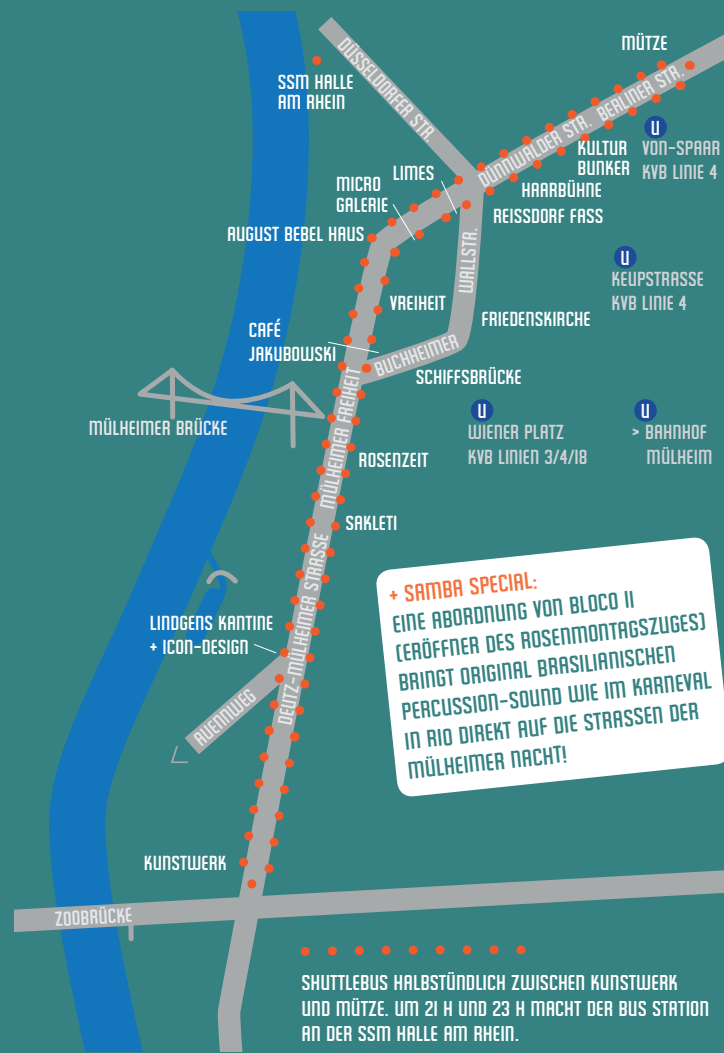 MÜTZE
DÜSSELDORFER STR.
SSM HALLE
AM RHEIN
BERLINER STR.
DÜNNWALDER STR.
U
KULTUR
BUNKER
VON-SPAAR
KVB LINIE 4
LIMES
MICRO
GALERIE
HAARBÜHNE
REISSDORF FASS
AUGUST BEBEL HAUS
WALLSTR.
U
KEUPSTRASSE
KVB LINIE 4
VREIHEIT
CAFÉ
JAKUBOWSKI
FRIEDENSKIRCHE
BUCHHEIMER
SCHIFFSBRÜCKE
MÜLHEIMER BRÜCKE
MÜLHEIMER FREIHEIT
U
WIENER PLATZ
KVB LINIEN 3/4/18
U
> BAHNHOF
MÜLHEIM
ROSENZEIT
SAKLETI
DEUTZ-MÜLHEIMER STRASSE
LINDGENS KANTINE
+ ICON-DESIGN
AUENWEG
+ SAMBA SPECIAL:
EINE ABORDNUNG VON BLOCO II
(ERÖFFNER DES ROSENMONTAGSZUGES)
BRINGT ORIGINAL BRASILIANISCHEN
PERCUSSION-SOUND WIE IM KARNEVAL
IN RIO DIREKT AUF DIE STRASSEN DER
MÜLHEIMER NACHT!
KUNSTWERK
ZOOBRÜCKE
SHUTTLEBUS HALBSTÜNDLICH ZWISCHEN KUNSTWERK
UND MÜTZE. UM 21 H UND 23 H MACHT DER BUS STATION
AN DER SSM HALLE AM RHEIN.